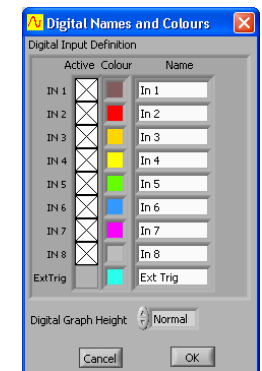 Digital Names and Colours
Digital Input Definition
Active Colour Name
IN 1 In 1
IN 2 In 2
IN 3 In 3
IN 4 In 4
IN 5 In 5
IN 6 In 6
IN 7 In 7
IN 8 In 8
ExtTrig Ext Trig
Digital Graph Height Normal
Cancel OK